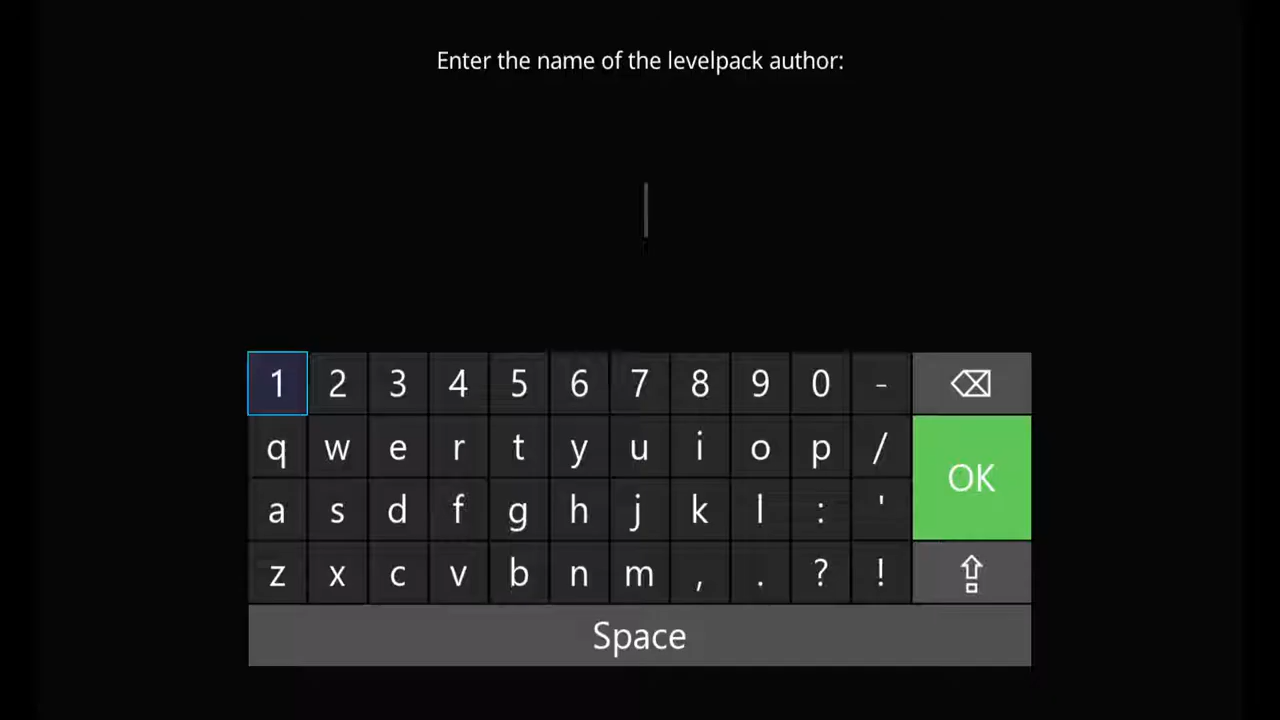 Enter the name of the levelpack author:
1 2 3 4 5 6 7 8 9 0 -
q w e r t y u i o p /
OK
a s d f g h j k l : '
z x c v b n m , . ? !
Space